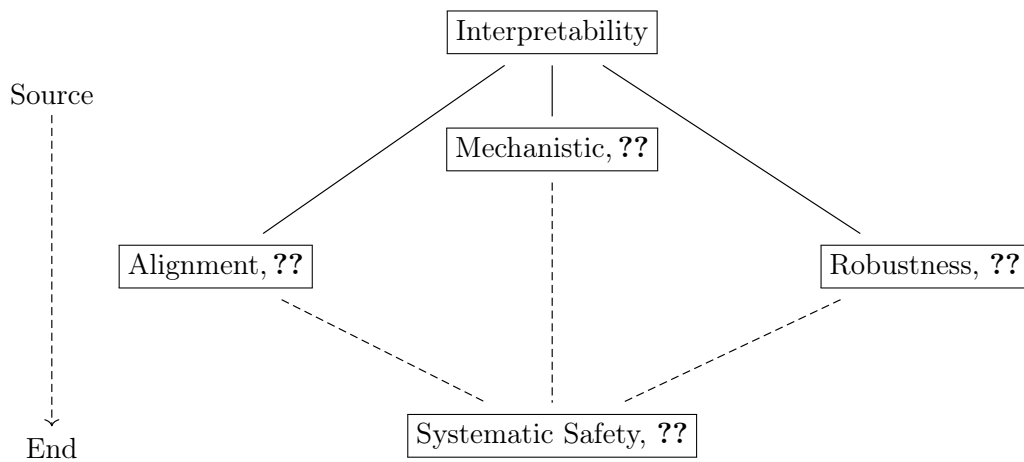 Interpretability
Source
Mechanistic, ??
Alignment, ??
Robustness, ??
Systematic Safety, ??
End